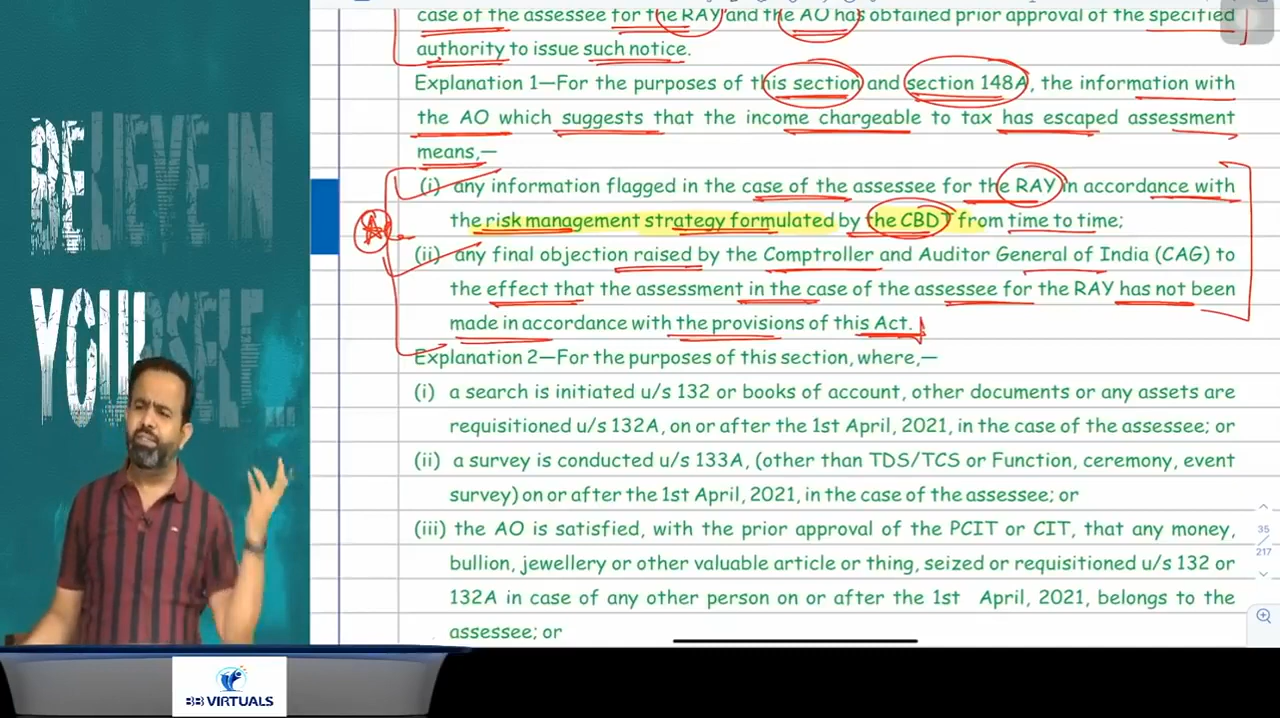 case of the assessee for the RAY and the AO has obtained prior approval of the specified
authority to issue such notice.
Explanation 1—For the purposes of this section and section 148A, the information with
the AO which suggests that the income chargeable to tax has escaped assessment
means,—
(i) any information flagged in the case of the assessee for the RAY in accordance with
the risk management strategy formulated by the CBDT from time to time;
(ii) any final objection raised by the Comptroller and Auditor General of India (CAG) to
the effect that the assessment in the case of the assessee for the RAY has not been
made in accordance with the provisions of this Act.
Explanation 2—For the purposes of this section, where,—
(i) a search is initiated u/s 132 or books of account, other documents or any assets are
requisitioned u/s 132A, on or after the 1st April, 2021, in the case of the assessee; or
(ii) a survey is conducted u/s 133A, (other than TDS/TCS or Function, ceremony, event
survey) on or after the 1st April, 2021, in the case of the assessee; or
(iii) the AO is satisfied, with the prior approval of the PCIT or CIT, that any money,
bullion, jewellery or other valuable article or thing, seized or requisitioned u/s 132 or
132A in case of any other person on or after the 1st April, 2021, belongs to the
assessee; or
BELIEVE IN
YOURSELF...
35
217
BB VIRTUALS